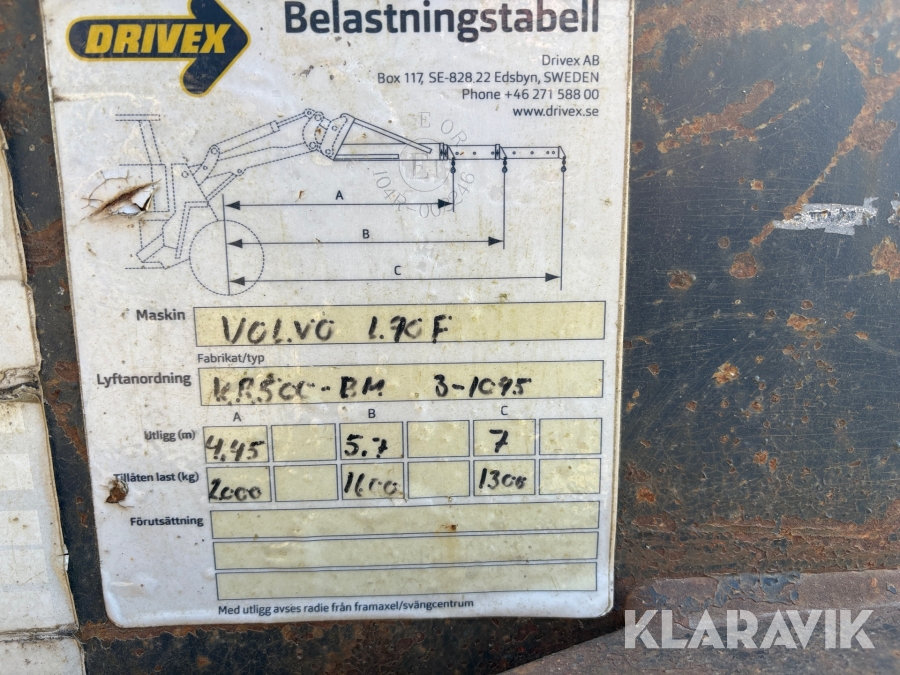 DRIVEX
Belastningstabell
Drivex AB
Box 117, SE-828 22 Edsbyn, SWEDEN
Phone +46 271 588 00
www.drivex.se
A
B
C
Maskin VOLVO L90F
Fabrikat/typ
Lyftanordning KR500-BM 3-1095
A B C
Utligg (m) 4.45 5.7 7
Tillåten last (kg) 2000 1600 1300
Förutsättning
Med utligg avses radie från framaxel/svängcentrum
KLARAVIK